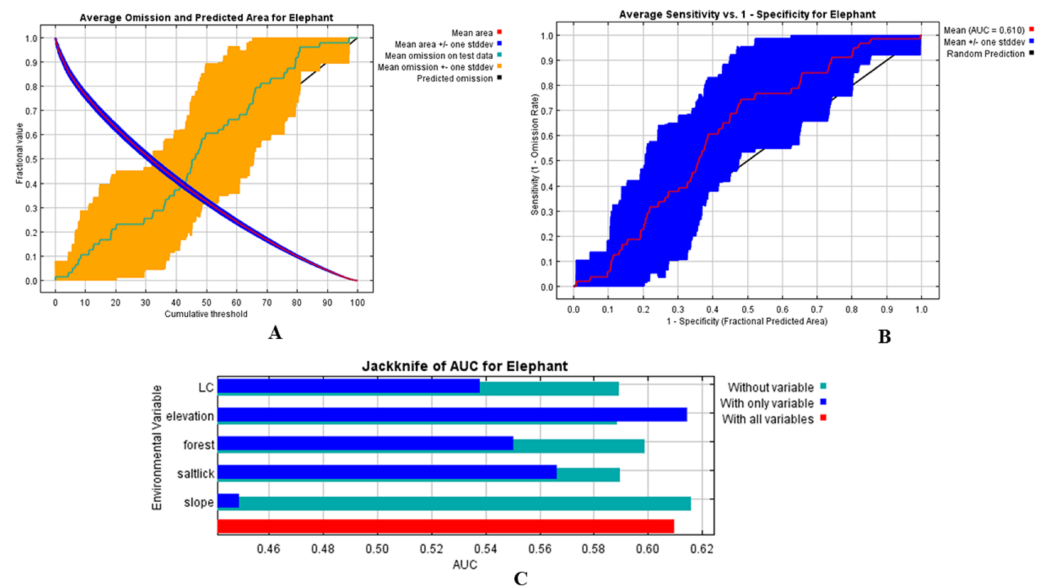 Average Omission and Predicted Area for Elephant
Mean area
Mean area +/- one stddev
Mean omission on test data
Mean omission +- one stddev
Predicted omission
Fractional value
1.0
0.9
0.8
0.7
0.6
0.5
0.4
0.3
0.2
0.1
0.0
0 10 20 30 40 50 60 70 80 90 100
Cumulative threshold
A
Average Sensitivity vs. 1 - Specificity for Elephant
Mean (AUC = 0.610)
Mean +/- one stddev
Random Prediction
Sensitivity (1 - Omission Rate)
1.0
0.9
0.8
0.7
0.6
0.5
0.4
0.3
0.2
0.1
0.0
0.0 0.1 0.2 0.3 0.4 0.5 0.6 0.7 0.8 0.9 1.0
1 - Specificity (Fractional Predicted Area)
B
Jackknife of AUC for Elephant
Without variable
With only variable
With all variables
Environmental Variable
LC
elevation
forest
saltlick
slope
0.46 0.48 0.50 0.52 0.54 0.56 0.58 0.60 0.62
AUC
C